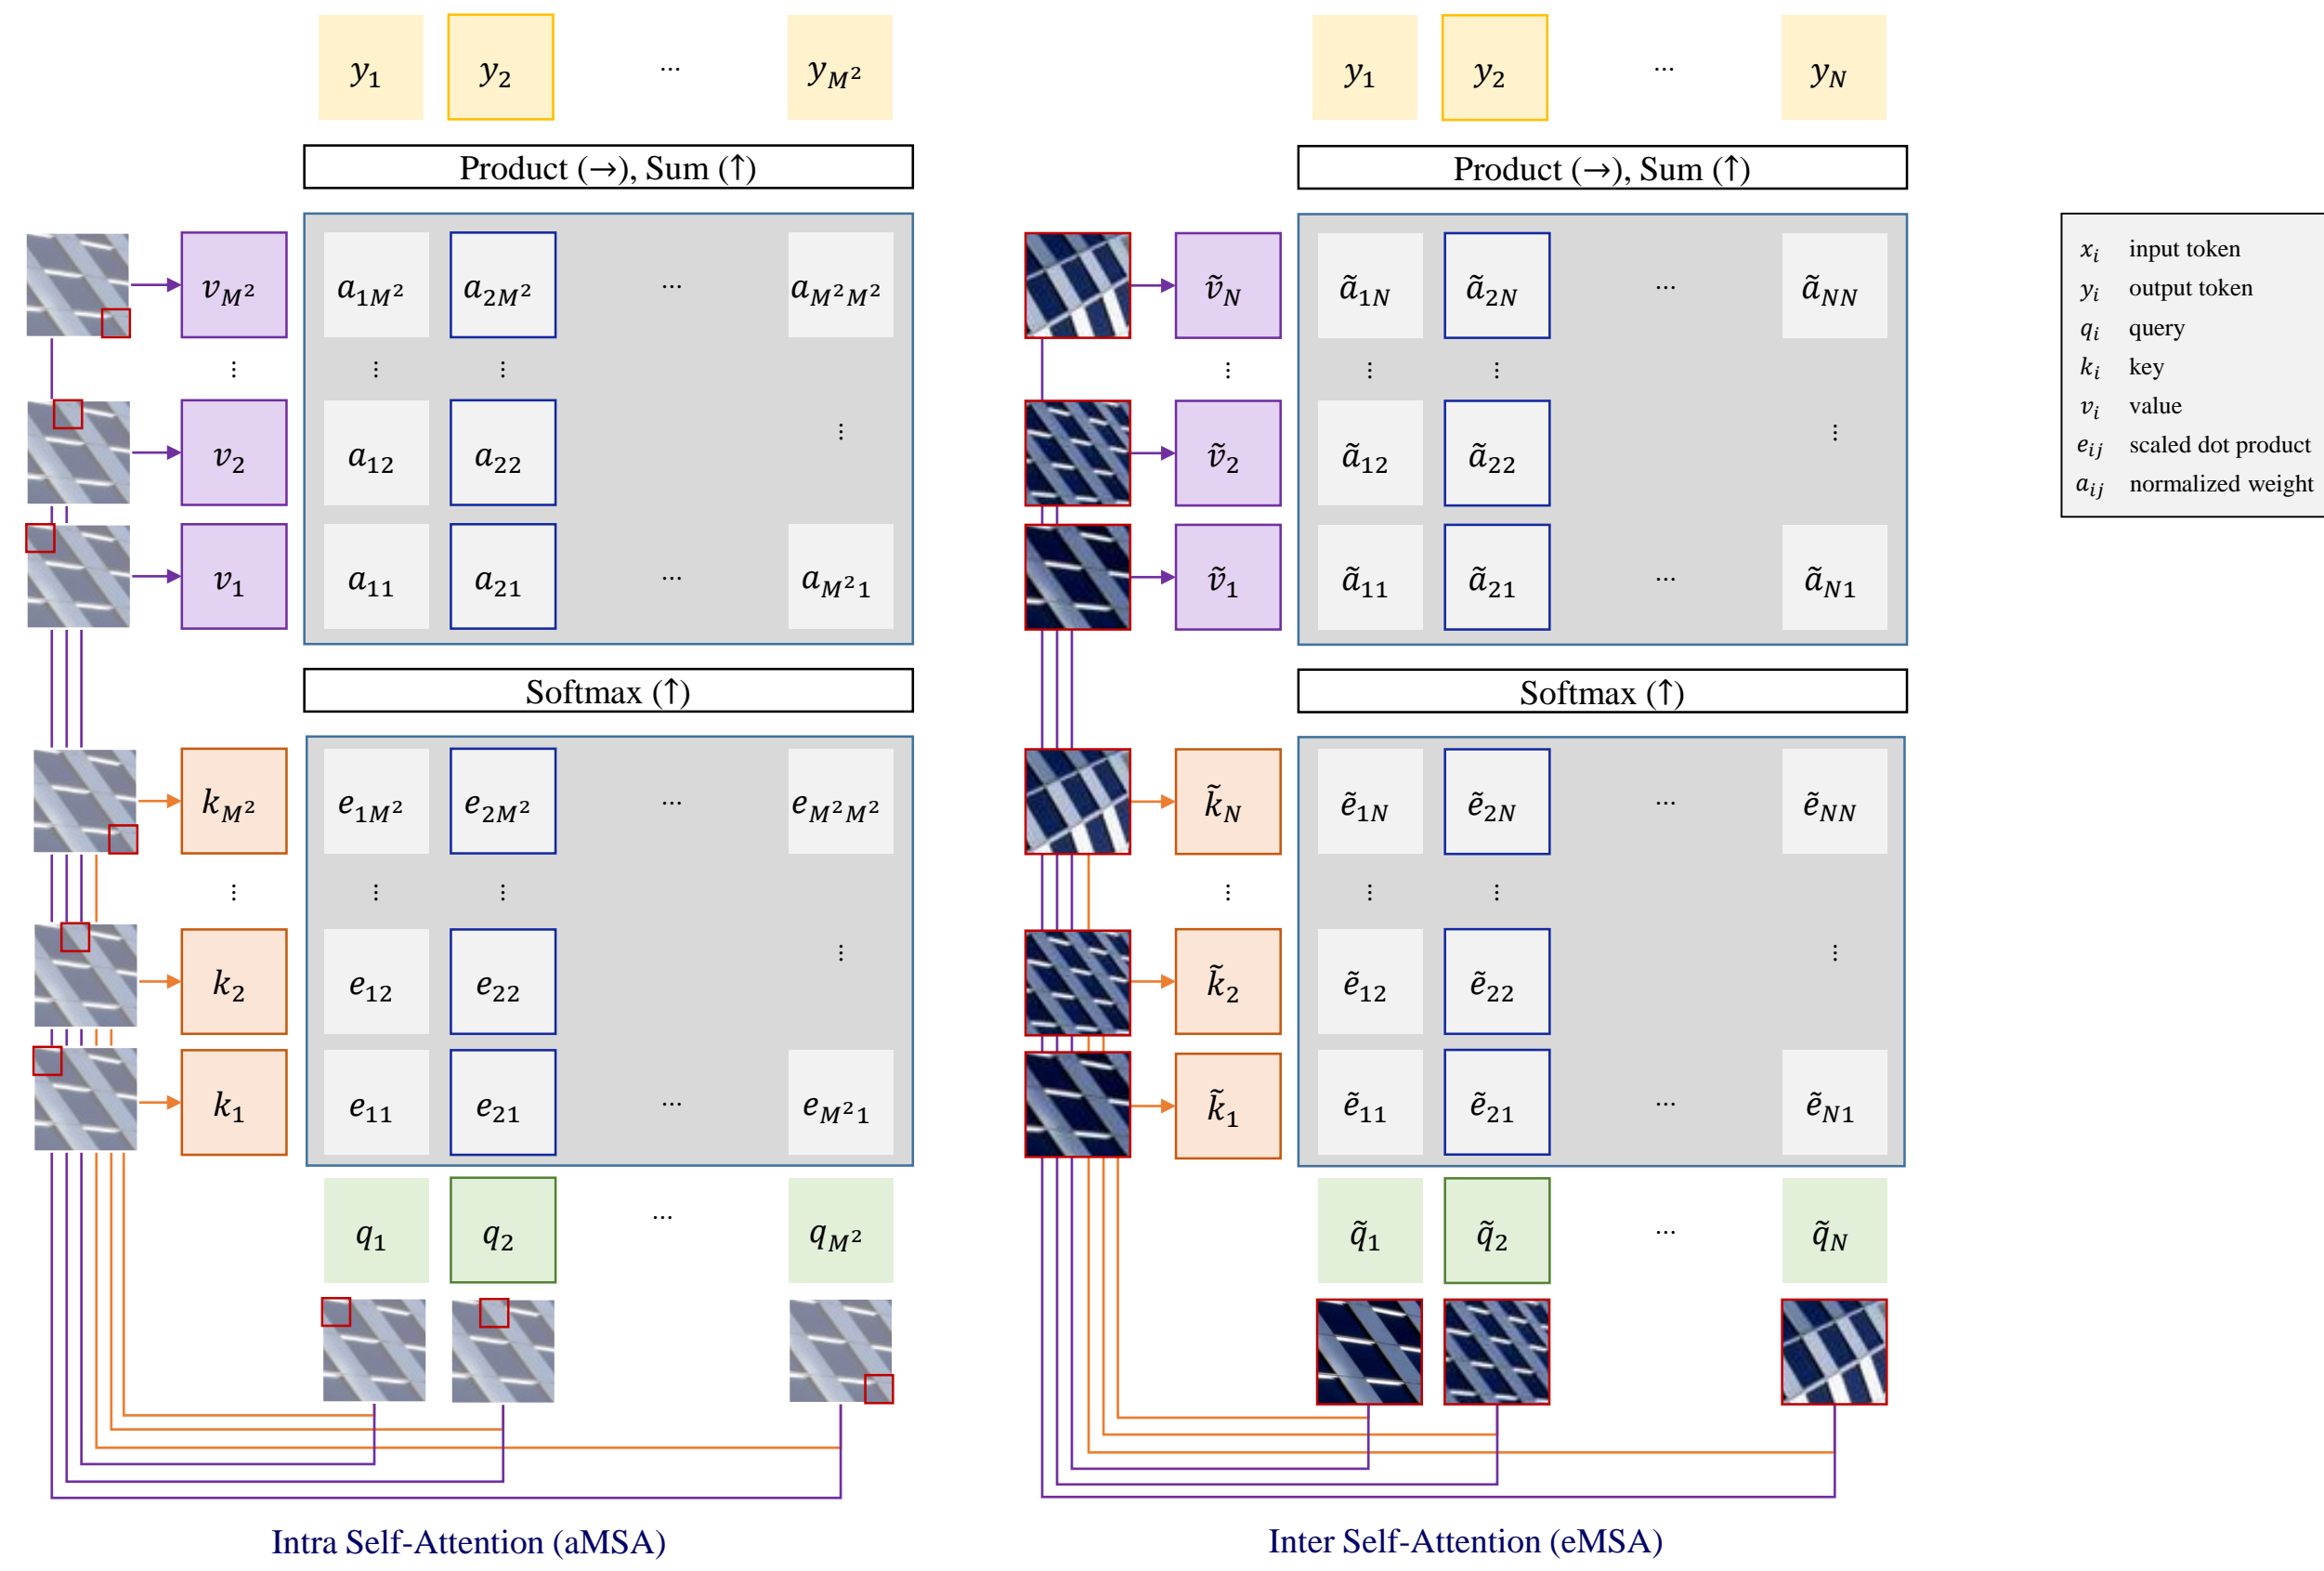 y₁ y₂ ... y_{M²}
Product (→), Sum (↑)
v_{M²} a_{1M²} a_{2M²} ... a_{M²M²}
⋮ ⋮ ⋮
v₂ a₁₂ a₂₂ ⋮
v₁ a₁₁ a₂₁ ... a_{M²1}
Softmax (↑)
k_{M²} e_{1M²} e_{2M²} ... e_{M²M²}
⋮ ⋮ ⋮
k₂ e₁₂ e₂₂ ⋮
k₁ e₁₁ e₂₁ ... e_{M²1}
q₁ q₂ ... q_{M²}
Intra Self-Attention (aMSA)
y₁ y₂ ... y_N
Product (→), Sum (↑)
ṽ_N ã_{1N} ã_{2N} ... ã_{NN}
⋮ ⋮ ⋮
ṽ₂ ã₁₂ ã₂₂ ⋮
ṽ₁ ã₁₁ ã₂₁ ... ã_{N1}
Softmax (↑)
k̃_N ẽ_{1N} ẽ_{2N} ... ẽ_{NN}
⋮ ⋮ ⋮
k̃₂ ẽ₁₂ ẽ₂₂ ⋮
k̃₁ ẽ₁₁ ẽ₂₁ ... ẽ_{N1}
q̃₁ q̃₂ ... q̃_N
Inter Self-Attention (eMSA)
x_i input token
y_i output token
q_i query
k_i key
v_i value
e_{ij} scaled dot product
a_{ij} normalized weight